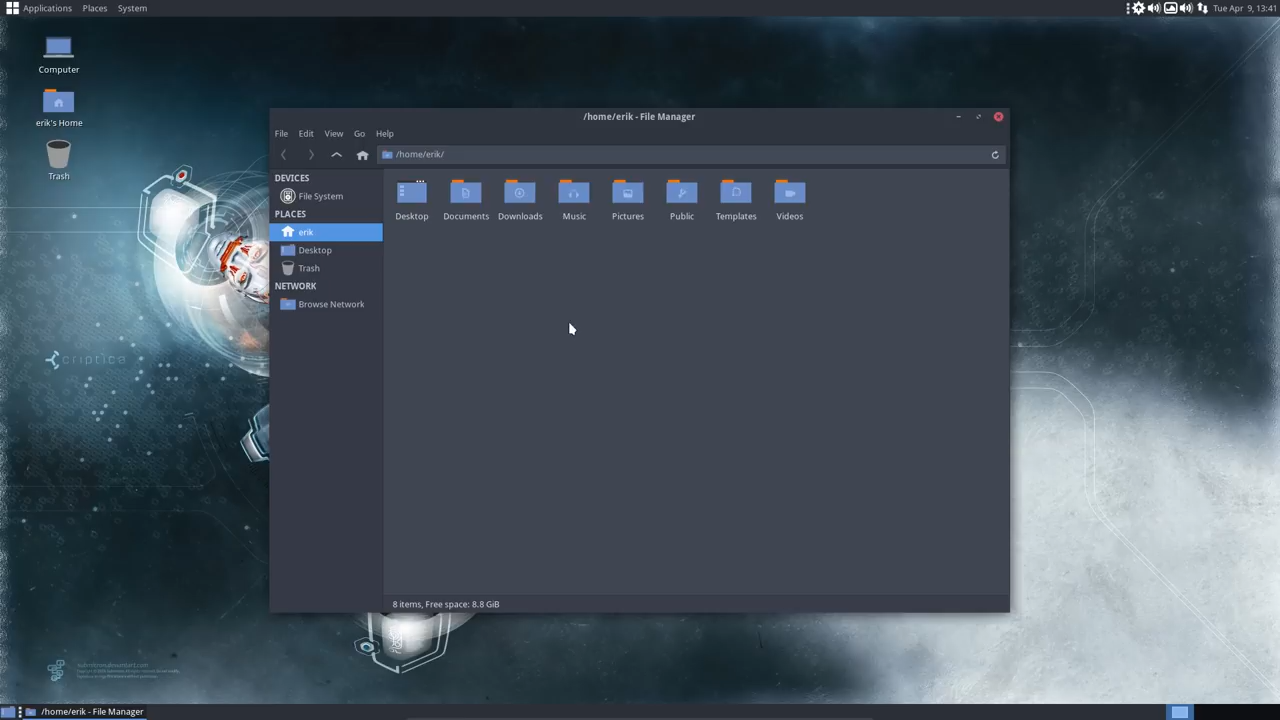 Applications Places System Tue Apr 9, 13:41
Computer
erik's Home
Trash
/home/erik - File Manager
File Edit View Go Help
/home/erik/
DEVICES
File System
PLACES
erik
Desktop
Trash
NETWORK
Browse Network
Desktop Documents Downloads Music Pictures Public Templates Videos
8 items, Free space: 8.8 GiB
criptica
/home/erik - File Manager